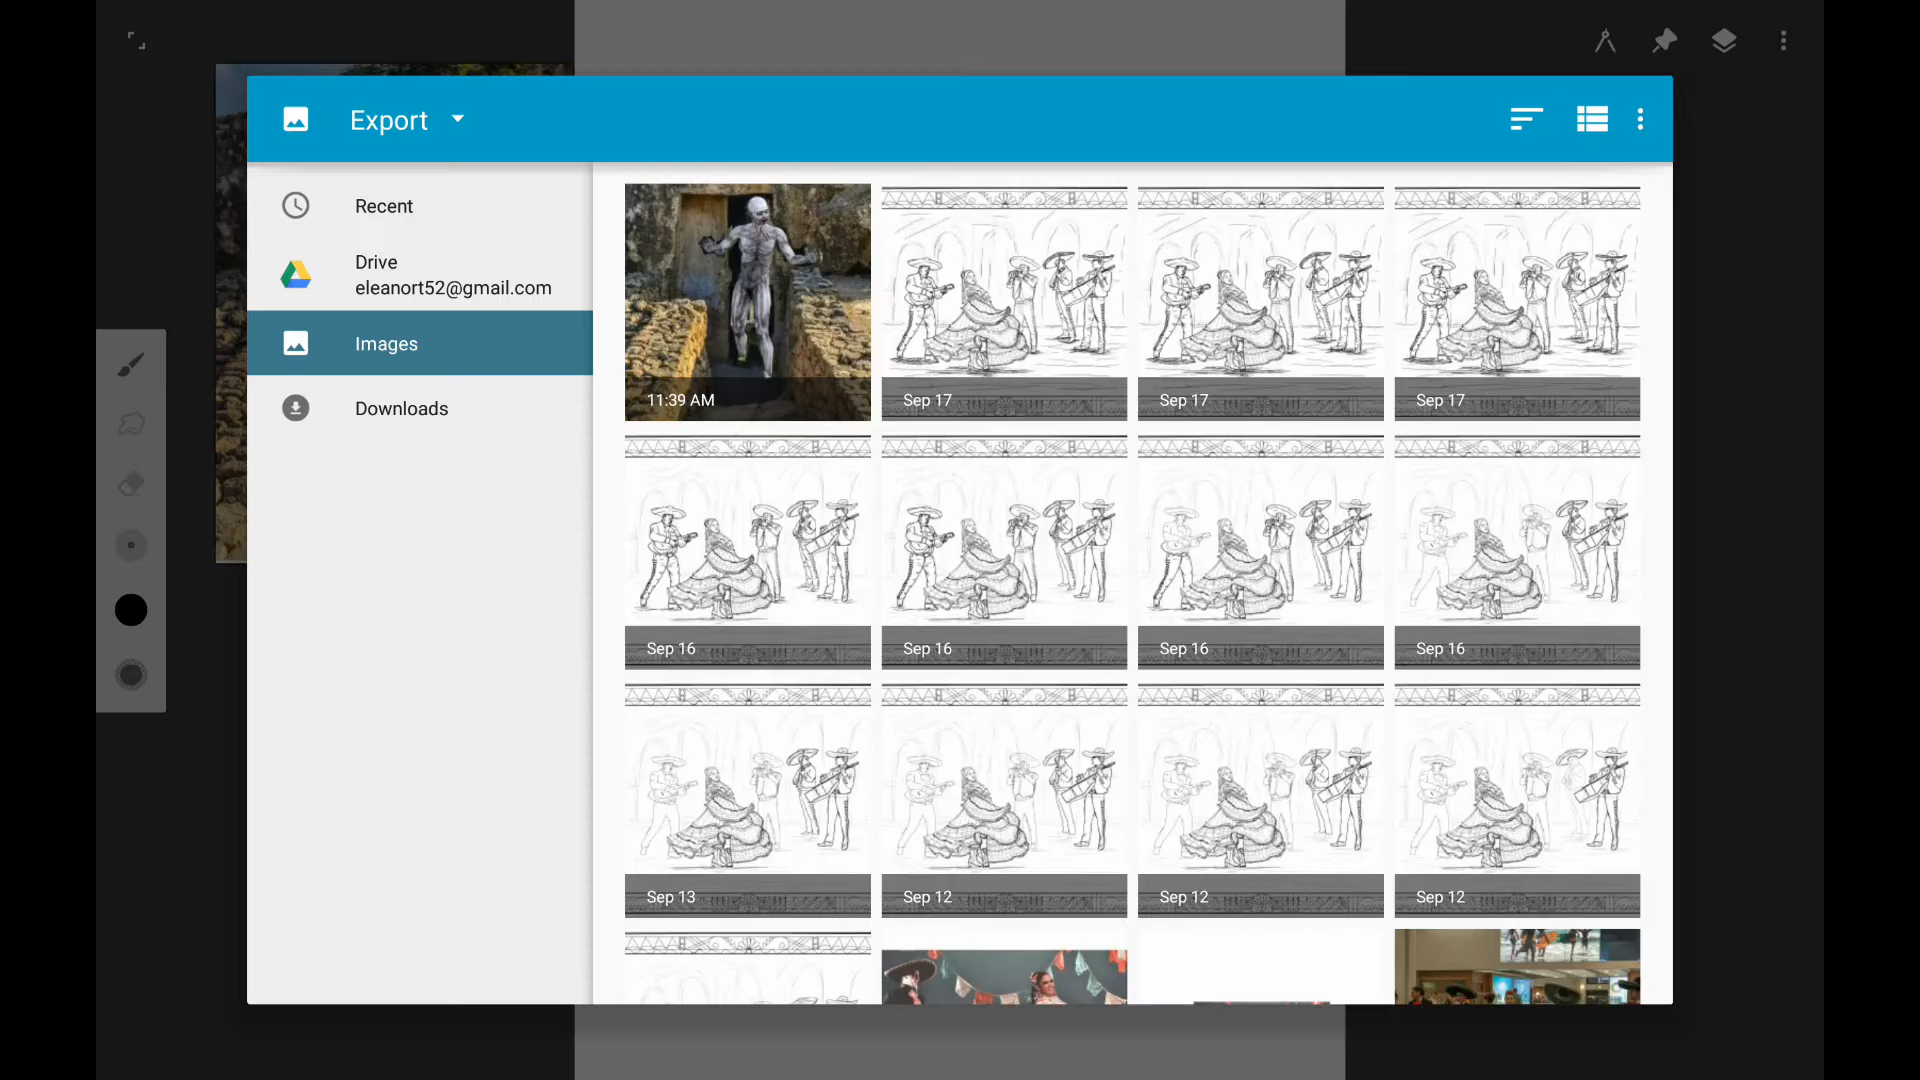 Export
Recent
Drive
eleanort52@gmail.com
Images
Downloads
11:39 AM
Sep 17
Sep 17
Sep 17
Sep 16
Sep 16
Sep 16
Sep 16
Sep 13
Sep 12
Sep 12
Sep 12